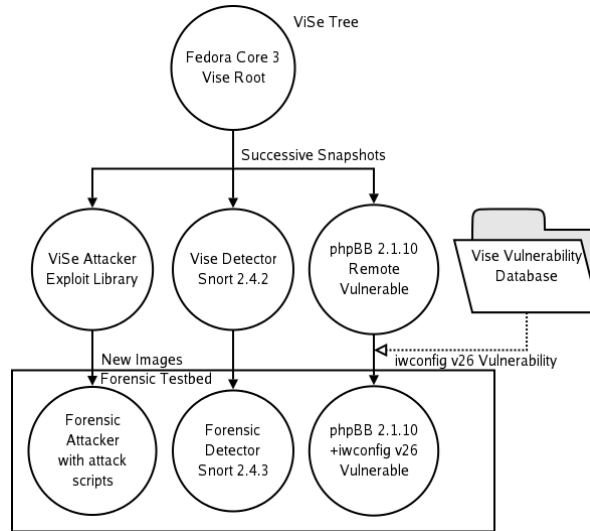 ViSe Tree
Fedora Core 3
Vise Root
Successive Snapshots
ViSe Attacker
Exploit Library
Vise Detector
Snort 2.4.2
phpBB 2.1.10
Remote
Vulnerable
Vise Vulnerability
Database
New Images
iwconfig v26 Vulnerability
Forensic Testbed
Forensic
Attacker
with attack
scripts
Forensic
Detector
Snort 2.4.3
phpBB 2.1.10
+iwconfig v26
Vulnerable